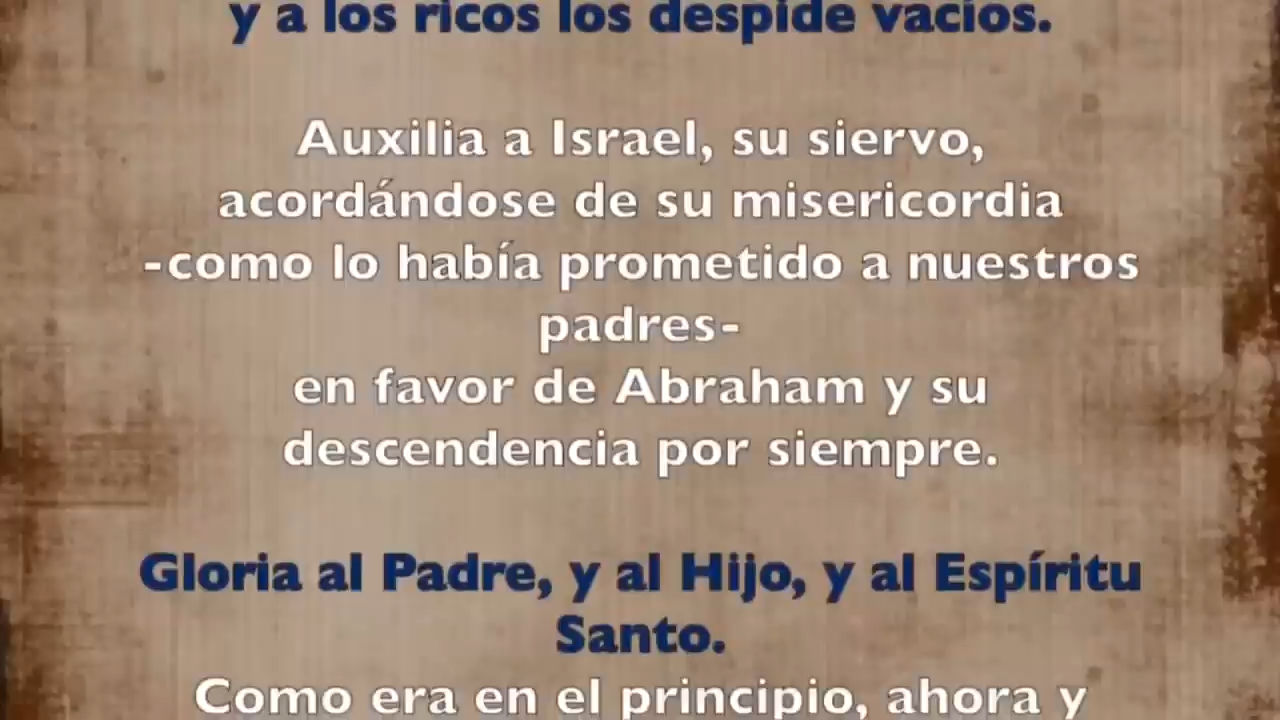 y a los ricos los despide vacíos.
Auxilia a Israel, su siervo,
acordándose de su misericordia
-como lo había prometido a nuestros
padres-
en favor de Abraham y su
descendencia por siempre.
Gloria al Padre, y al Hijo, y al Espíritu
Santo.
Como era en el principio, ahora y